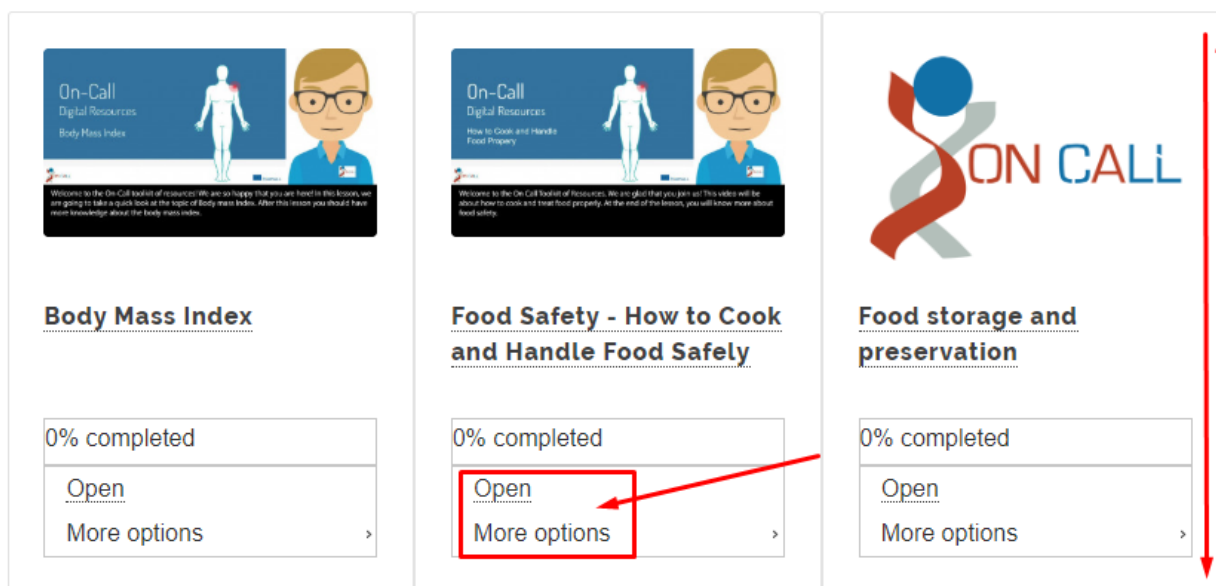 On-Call
Digital Resources
Body Mass Index
Welcome to the On-Call toolkit of resources! We are so happy that you are here! In this lesson, we
are going to take a quick look at the topic of Body mass Index. After this lesson you should have
more knowledge about the body mass index.
Body Mass Index
0% completed
Open
More options
On-Call
Digital Resources
How to Cook and Handle
Food Propery
Welcome to the On Call Toolkit of Resources. We are glad that you join us! This video will be
about how to cook and treat food properly. At the end of the lesson, you will know more about
food safety.
Food Safety - How to Cook
and Handle Food Safely
0% completed
Open
More options
ON CALL
Food storage and
preservation
0% completed
Open
More options